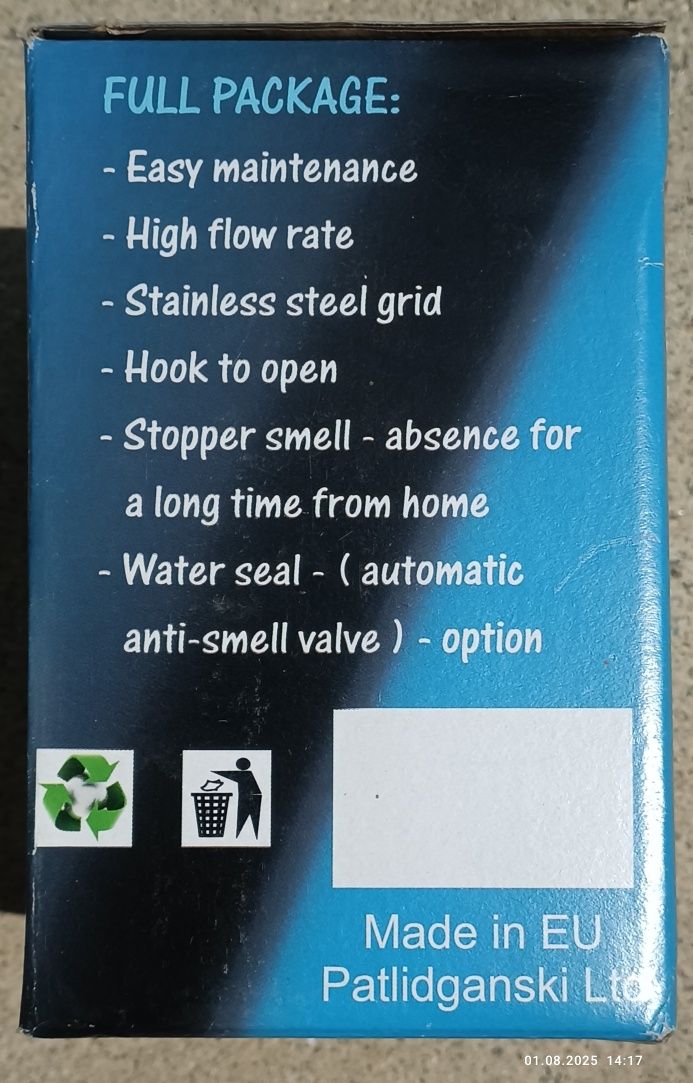 FULL PACKAGE:
- Easy maintenance
- High flow rate
- Stainless steel grid
- Hook to open
- Stopper smell - absence for
a long time from home
- Water seal - ( automatic
anti-smell valve ) - option
Made in EU
Patlidganski Ltd
01.08.2025 14:17